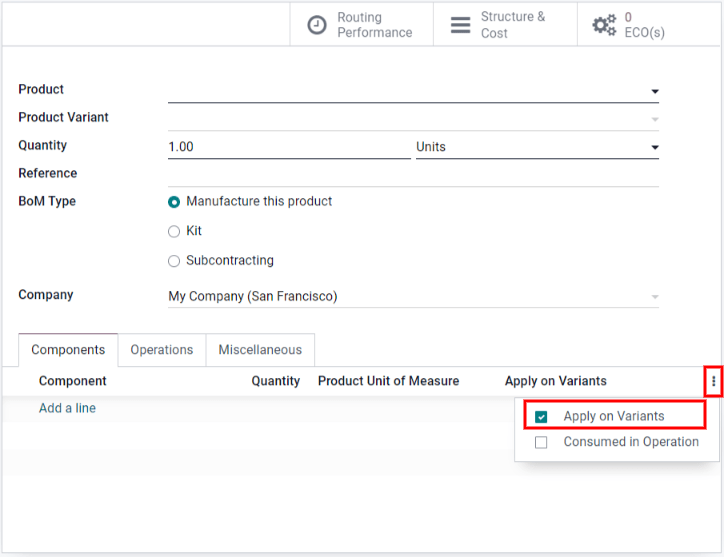 Routing
Performance
Structure &
Cost
0
ECO(s)
Product
Product Variant
Quantity
1.00
Units
Reference
BoM Type
Manufacture this product
Kit
Subcontracting
Company
My Company (San Francisco)
Components
Operations
Miscellaneous
Component
Quantity
Product Unit of Measure
Apply on Variants
Add a line
Apply on Variants
Consumed in Operation